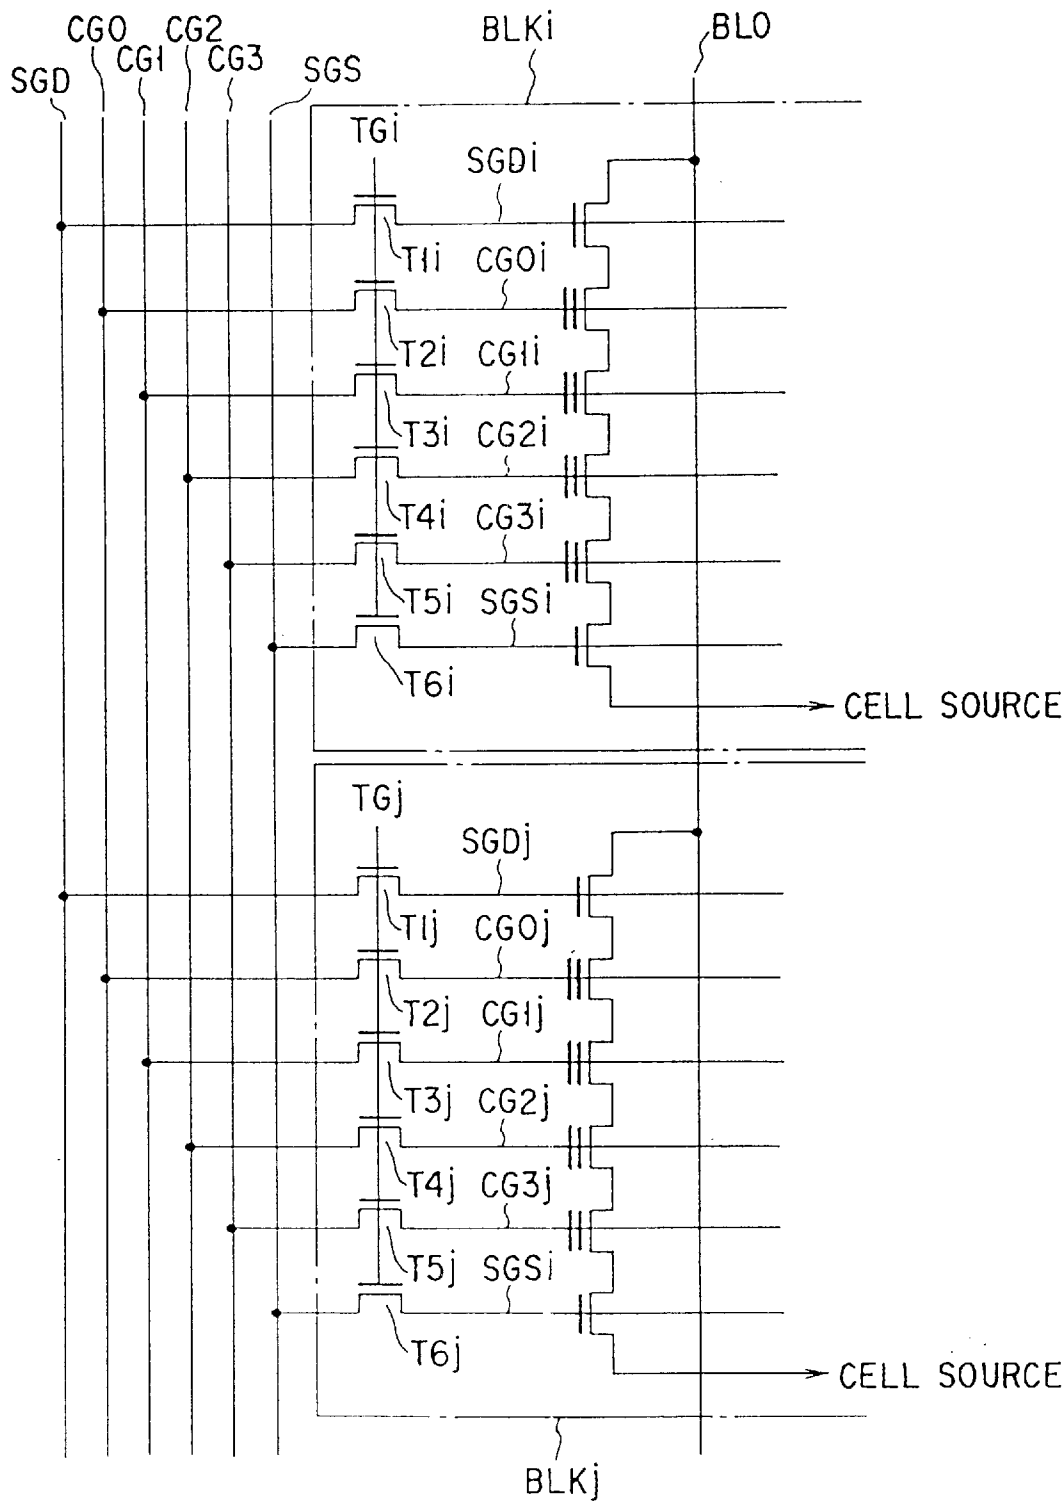 CG0
CG2
CG1
CG3
SGD
SGS
BLKi
BL0
TGi
SGDi
T1i
CG0i
T2i
CG1i
T3i
CG2i
T4i
CG3i
T5i
SGSi
T6i
CELL SOURCE
TGj
SGDj
T1j
CG0j
T2j
CG1j
T3j
CG2j
T4j
CG3j
T5j
SGSi
T6j
CELL SOURCE
BLKj